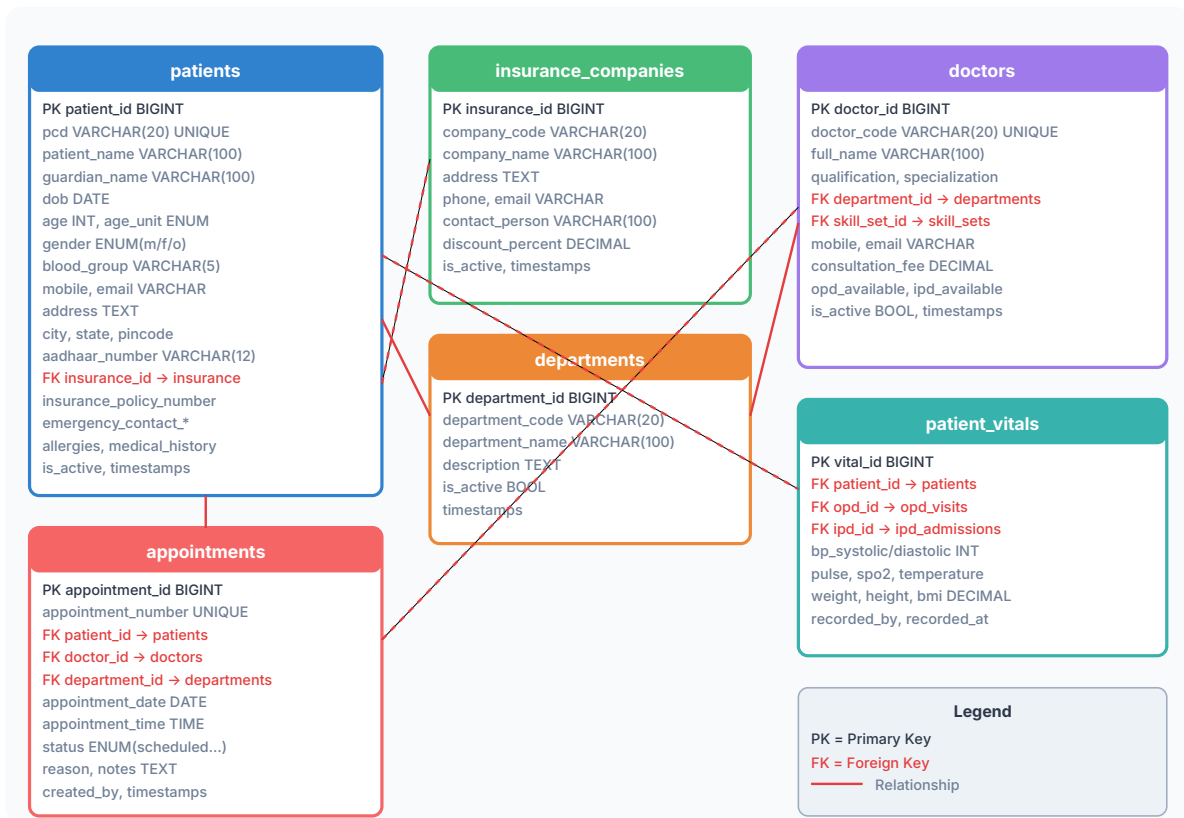 patients
PK patient_id BIGINT
pcd VARCHAR(20) UNIQUE
patient_name VARCHAR(100)
guardian_name VARCHAR(100)
dob DATE
age INT, age_unit ENUM
gender ENUM(m/f/o)
blood_group VARCHAR(5)
mobile, email VARCHAR
address TEXT
city, state, pincode
aadhaar_number VARCHAR(12)
FK insurance_id → insurance
insurance_policy_number
emergency_contact_*
allergies, medical_history
is_active, timestamps
insurance_companies
PK insurance_id BIGINT
company_code VARCHAR(20)
company_name VARCHAR(100)
address TEXT
phone, email VARCHAR
contact_person VARCHAR(100)
discount_percent DECIMAL
is_active, timestamps
doctors
PK doctor_id BIGINT
doctor_code VARCHAR(20) UNIQUE
full_name VARCHAR(100)
qualification, specialization
FK department_id → departments
FK skill_set_id → skill_sets
mobile, email VARCHAR
consultation_fee DECIMAL
opd_available, ipd_available
is_active BOOL, timestamps
departments
PK department_id BIGINT
department_code VARCHAR(20)
department_name VARCHAR(100)
description TEXT
is_active BOOL
timestamps
patient_vitals
PK vital_id BIGINT
FK patient_id → patients
FK opd_id → opd_visits
FK ipd_id → ipd_admissions
bp_systolic/diastolic INT
pulse, spo2, temperature
weight, height, bmi DECIMAL
recorded_by, recorded_at
appointments
PK appointment_id BIGINT
appointment_number UNIQUE
FK patient_id → patients
FK doctor_id → doctors
FK department_id → departments
appointment_date DATE
appointment_time TIME
status ENUM(scheduled...)
reason, notes TEXT
created_by, timestamps
Legend
PK = Primary Key
FK = Foreign Key
Relationship